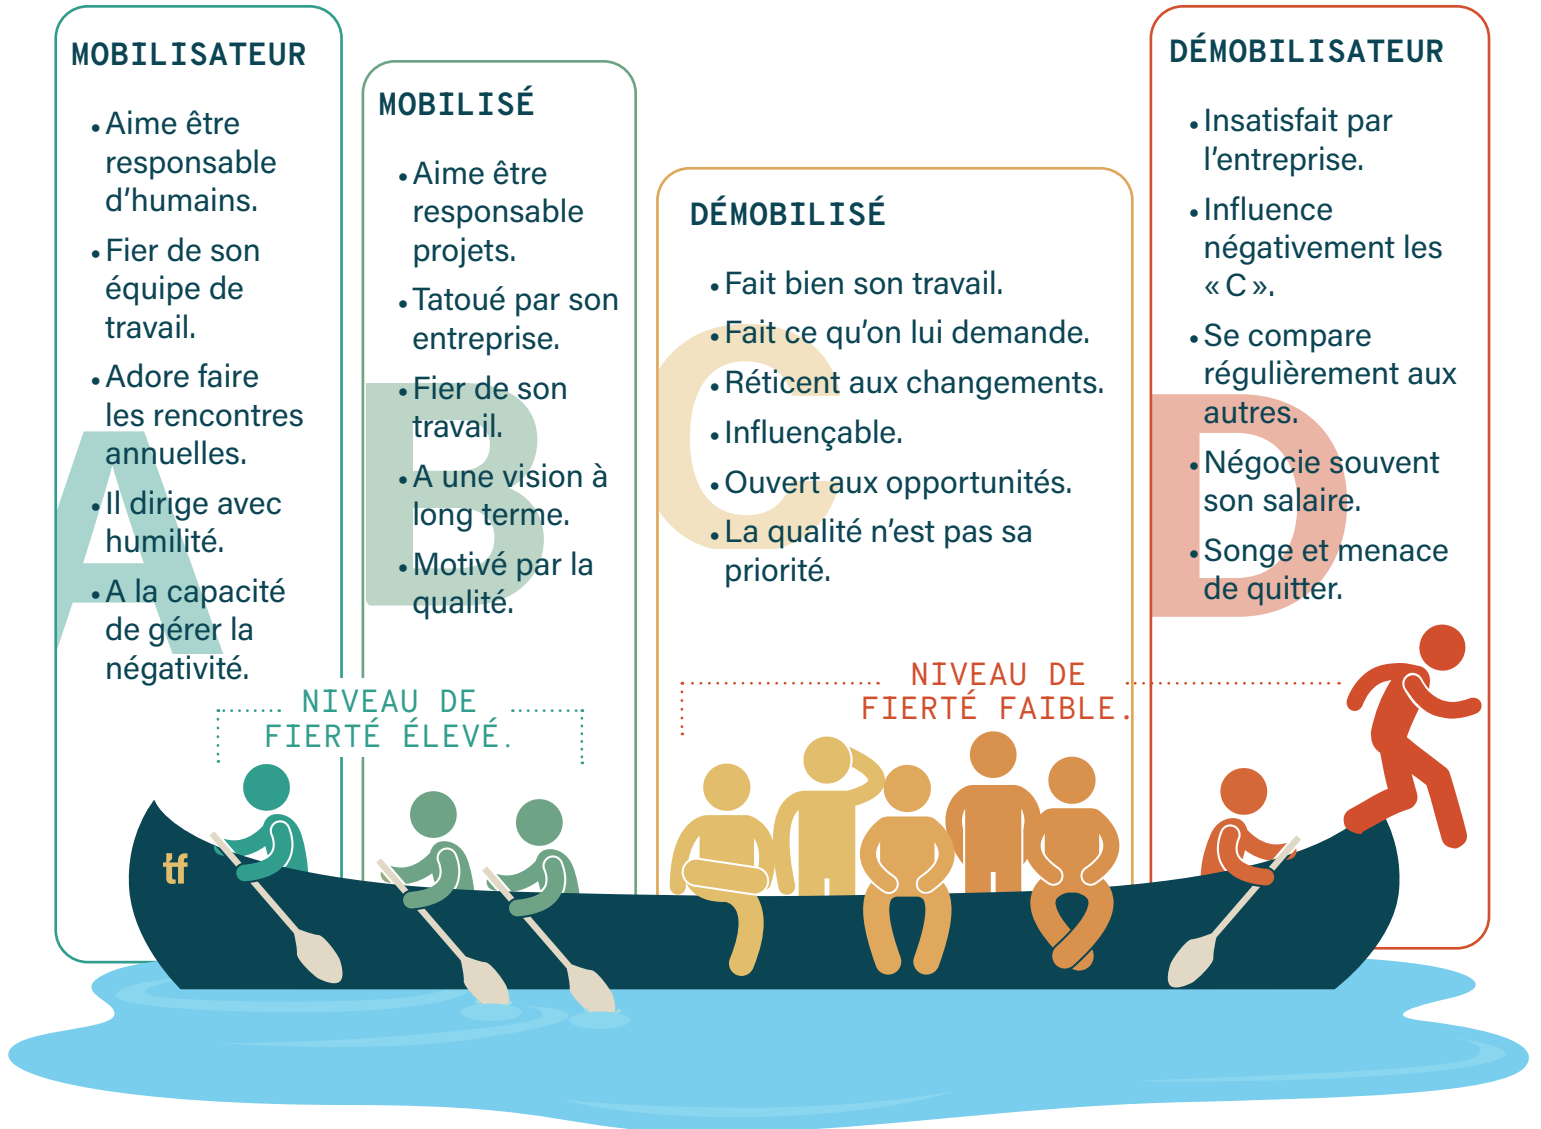 MOBILISATEUR
• Aime être
responsable
d’humains.
• Fier de son
équipe de
travail.
• Adore faire
les rencontres
annuelles.
• Il dirige avec
humilité.
• A la capacité
de gérer la
négativité.
A
MOBILISÉ
• Aime être
responsable
projets.
• Tatoué par son
entreprise.
• Fier de son
travail.
• A une vision à
long terme.
• Motivé par la
qualité.
B
DÉMOBILISÉ
• Fait bien son travail.
• Fait ce qu’on lui demande.
• Réticent aux changements.
• Influençable.
• Ouvert aux opportunités.
• La qualité n’est pas sa
priorité.
C
DÉMOBILISATEUR
• Insatisfait par
l’entreprise.
• Influence
négativement les
« C ».
• Se compare
régulièrement aux
autres.
• Négocie souvent
son salaire.
• Songe et menace
de quitter.
D
NIVEAU DE
FIERTÉ ÉLEVÉ.
NIVEAU DE
FIERTÉ FAIBLE.
tf